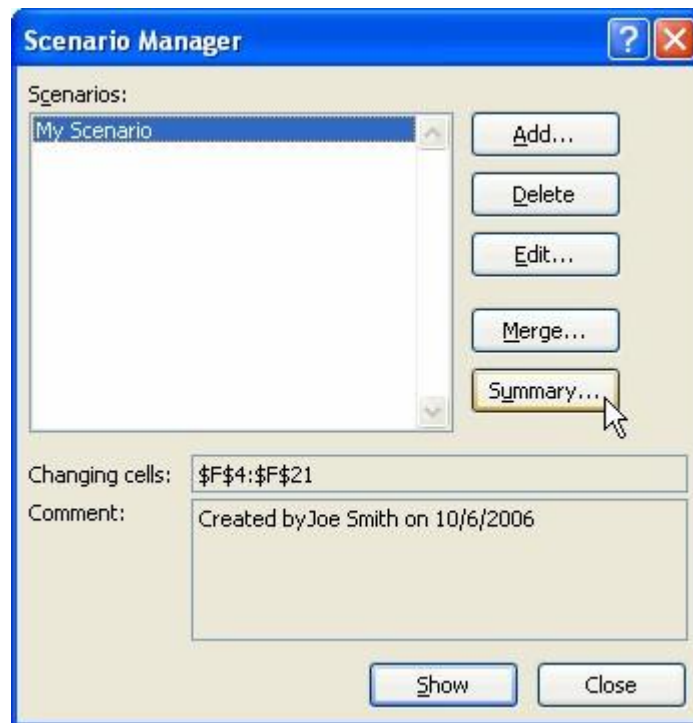 Scenario Manager
?
Scenarios:
My Scenario
Add...
Delete
Edit...
Merge...
Summary...
Changing cells: $F$4:$F$21
Comment: Created byJoe Smith on 10/6/2006
Show Close